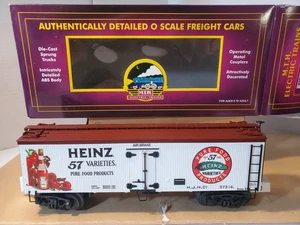 AUTHENTICALLY DETAILED O SCALE FREIGHT CARS
Die-Cast
Sprung
Trucks
Intricately
Detailed
ABS Body
Operating
Metal
Couplers
Attractively
Decorated
M.T.H.
ELECTRIC TRAINS
HEINZ
57 VARIETIES.
PURE FOOD PRODUCTS
PURE FOOD
57
HEINZ
VARIETIES
PRODUCTS